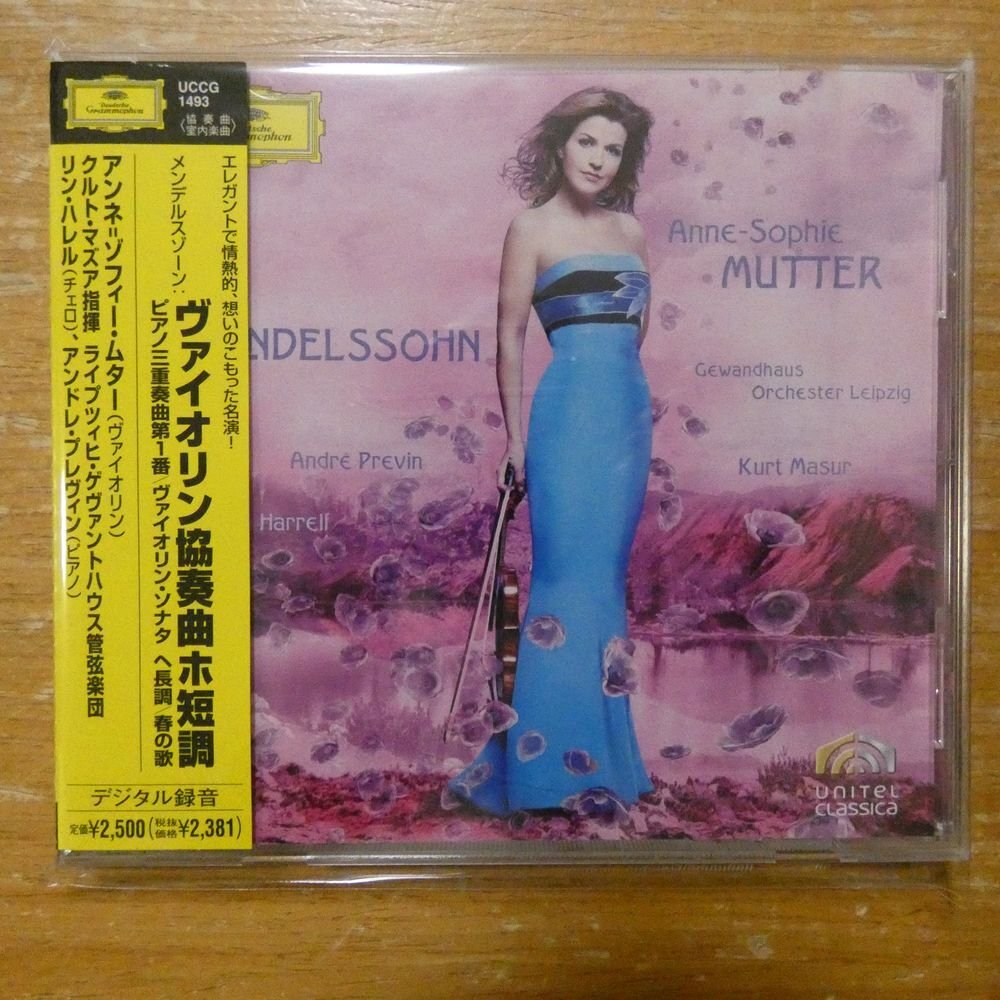 Deutsche
Grammophon
UCCG
1493
協奏曲
〈室内楽曲〉
エレガントで情熱的、想いのこもった名演!
メンデルスゾーン:
ヴァイオリン協奏曲ホ短調
ピアノ三重奏曲第1番/ヴァイオリン・ソナタ ヘ長調/春の歌
アンネ=ゾフィー・ムター(ヴァイオリン)
クルト・マズア指揮 ライプツィヒ・ゲヴァントハウス管弦楽団
リン・ハレル(チェロ)、アンドレ・プレヴィン(ピアノ)
デジタル録音
定価¥2,500(税抜価格¥2,381)
Anne-Sophie
MUTTER
NDELSSOHN
Gewandhaus
Orchester Leipzig
André Previn
Kurt Masur
Harrell
UNITEL
CLASSICA